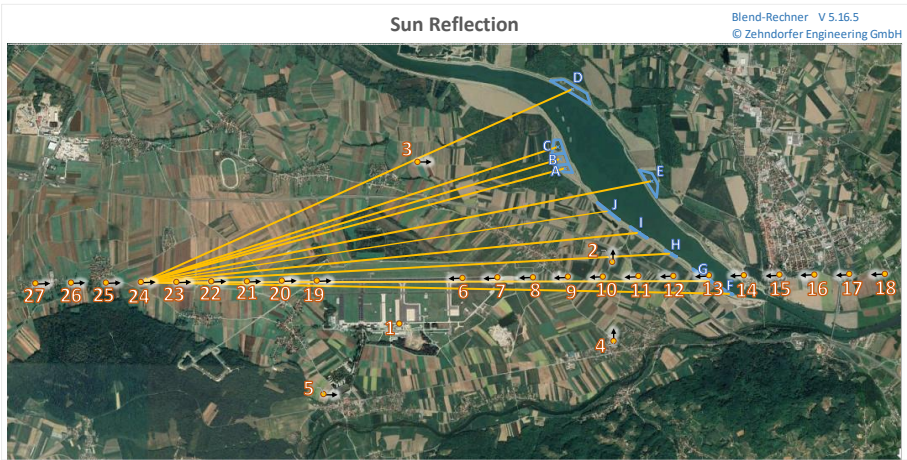 Sun Reflection
Blend-Rechner V 5.16.5
© Zehndorfer Engineering GmbH
D
C
B
A
3
E
J
I
2
H
G
F
27 26 25 24 23 22 21 20 19 6 7 8 9 10 11 12 13 14 15 16 17 18
1
4
5